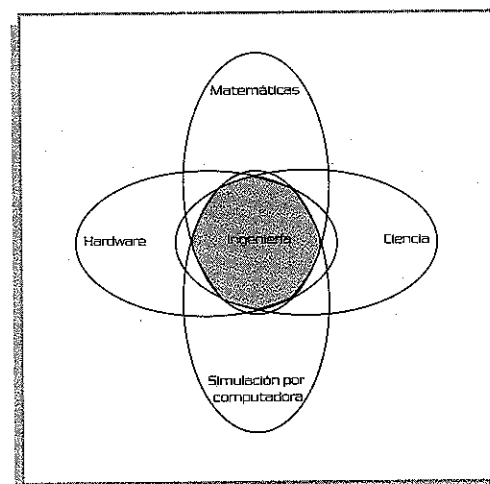 Matemáticas
Hardware
Ingeniería
Ciencia
Simulación por
computadora